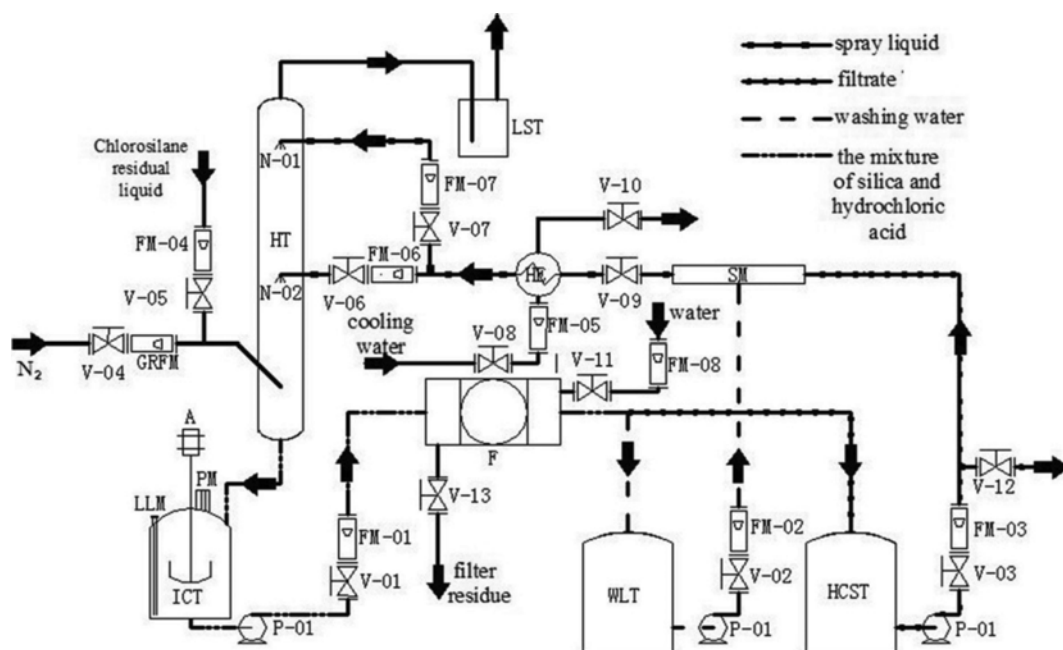 spray liquid
filtrate
washing water
the mixture
of silica and
hydrochloric
acid
LST
Chlorosilane
residual
liquid
N-01
FM-07
V-10
FM-04
HT
V-07
FM-06
HE
SM
V-05
N-02
V-06
V-09
cooling
water
V-08
FM-05
water
N₂
V-04
GRFM
V-11
FM-08
A
F
PM
LLM
V-13
V-12
FM-01
FM-02
FM-03
V-01
filter
residue
V-02
V-03
ICT
WLT
HCST
P-01
P-01
P-01